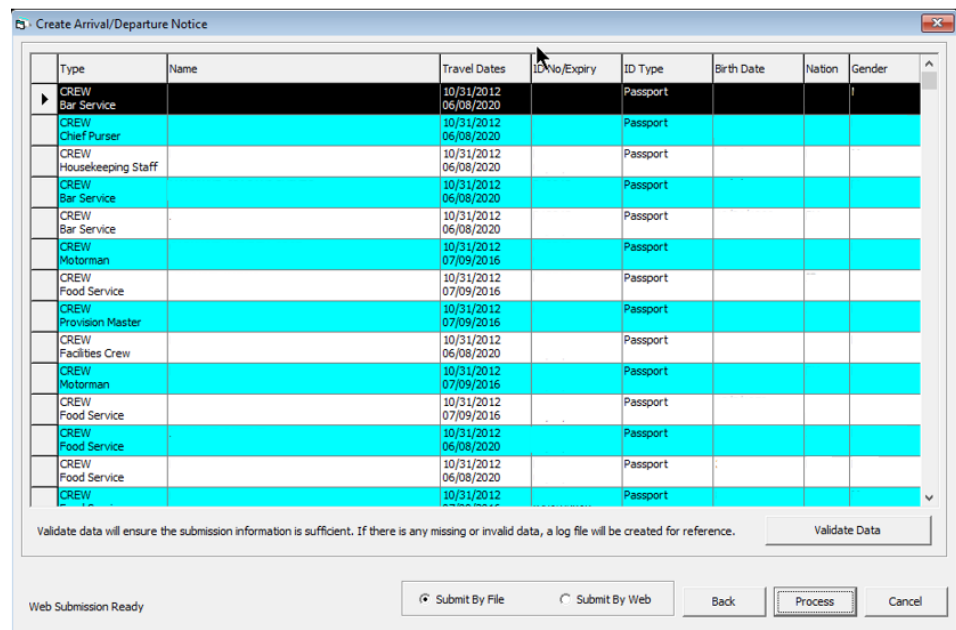 Create Arrival/Departure Notice
Type Name Travel Dates ID No/Expiry ID Type Birth Date Nation Gender
CREW 10/31/2012 Passport
Bar Service 06/08/2020
CREW 10/31/2012 Passport
Chief Purser 06/08/2020
CREW 10/31/2012 Passport
Housekeeping Staff 06/08/2020
CREW 10/31/2012 Passport
Bar Service 06/08/2020
CREW 10/31/2012 Passport
Bar Service 06/08/2020
CREW 10/31/2012 Passport
Motorman 07/09/2016
CREW 10/31/2012 Passport
Food Service 07/09/2016
CREW 10/31/2012 Passport
Provision Master 07/09/2016
CREW 10/31/2012 Passport
Facilities Crew 06/08/2020
CREW 10/31/2012 Passport
Motorman 07/09/2016
CREW 10/31/2012 Passport
Food Service 07/09/2016
CREW 10/31/2012 Passport
Food Service 06/08/2020
CREW 10/31/2012 Passport
Food Service 06/08/2020
CREW 10/31/2012 Passport
Validate data will ensure the submission information is sufficient. If there is any missing or invalid data, a log file will be created for reference. Validate Data
Web Submission Ready Submit By File Submit By Web Back Process Cancel